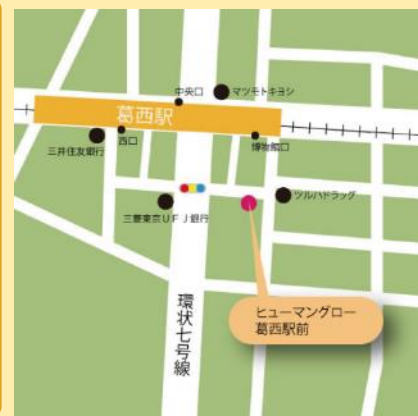 中央口
マツモトキヨシ
葛西駅
西口
博物館口
三井住友銀行
ツルハドラッグ
三菱東京UFJ銀行
環状七号線
ヒューマングロー
葛西駅前